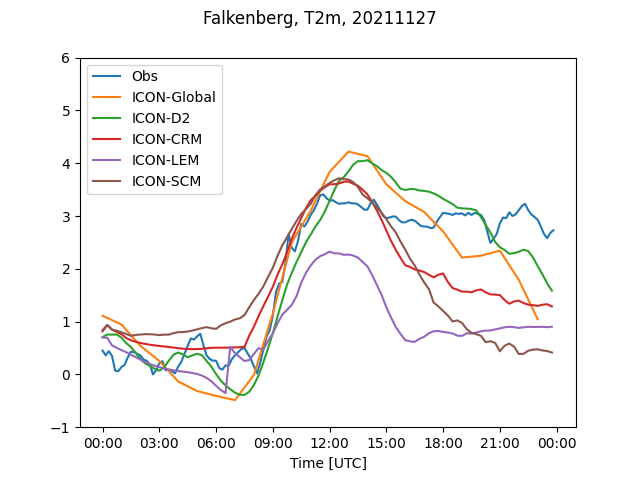 Falkenberg, T2m, 20211127
6
5
4
3
2
1
0
−1
Obs
ICON-Global
ICON-D2
ICON-CRM
ICON-LEM
ICON-SCM
00:00 03:00 06:00 09:00 12:00 15:00 18:00 21:00 00:00
Time [UTC]